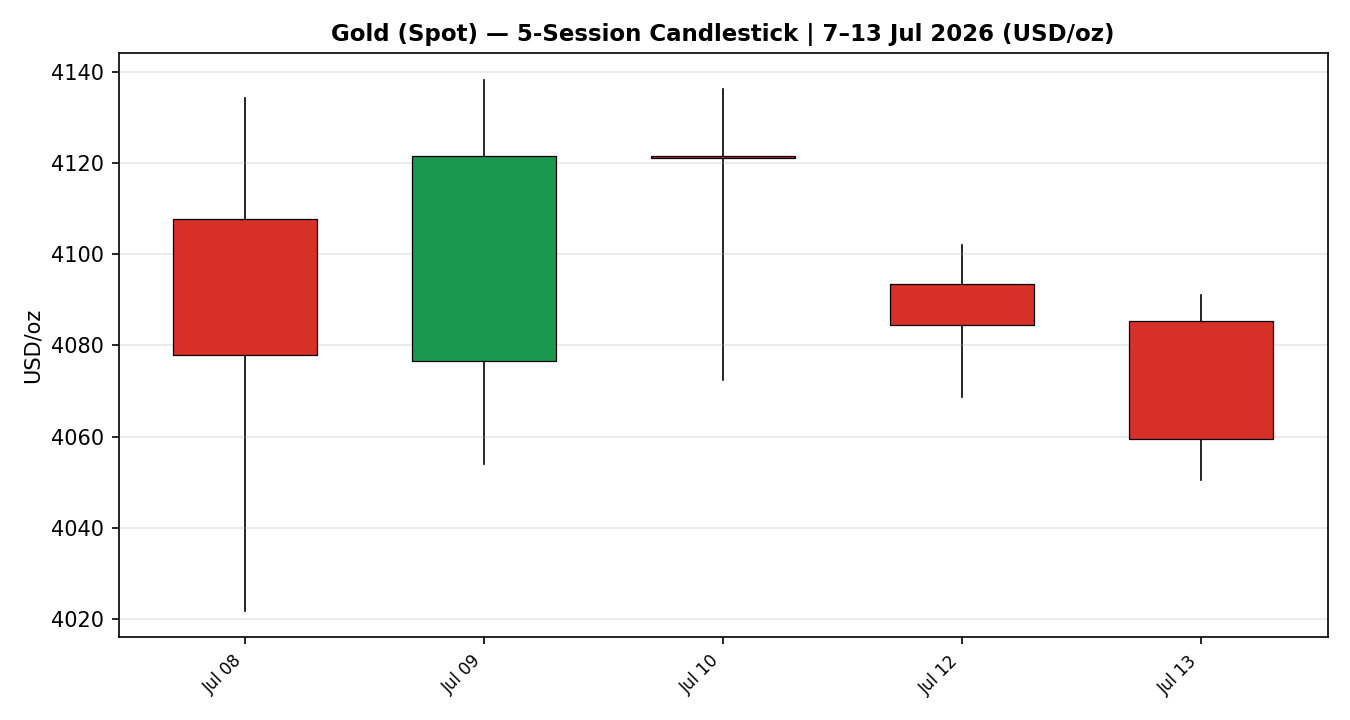 Gold (Spot) — 5-Session Candlestick | 7–13 Jul 2026 (USD/oz)
4140
4120
4100
4080
4060
4040
4020
USD/oz
Jul 08
Jul 09
Jul 10
Jul 12
Jul 13